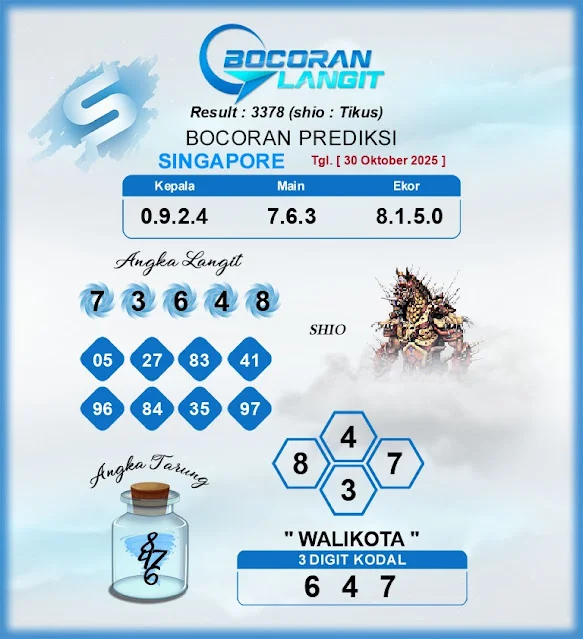 S
BOCORAN
LANGIT
Result : 3378 (shio : Tikus)
BOCORAN PREDIKSI
SINGAPORE Tgl. [ 30 Oktober 2025 ]
Kepala Main Ekor
0.9.2.4 7.6.3 8.1.5.0
Angka Langit
7 3 6 4 8
SHIO
05 27 83 41
96 84 35 97
4
8 7
3
Angka Tarung
8
4 7
6
" WALIKOTA "
3 DIGIT KODAL
6 4 7